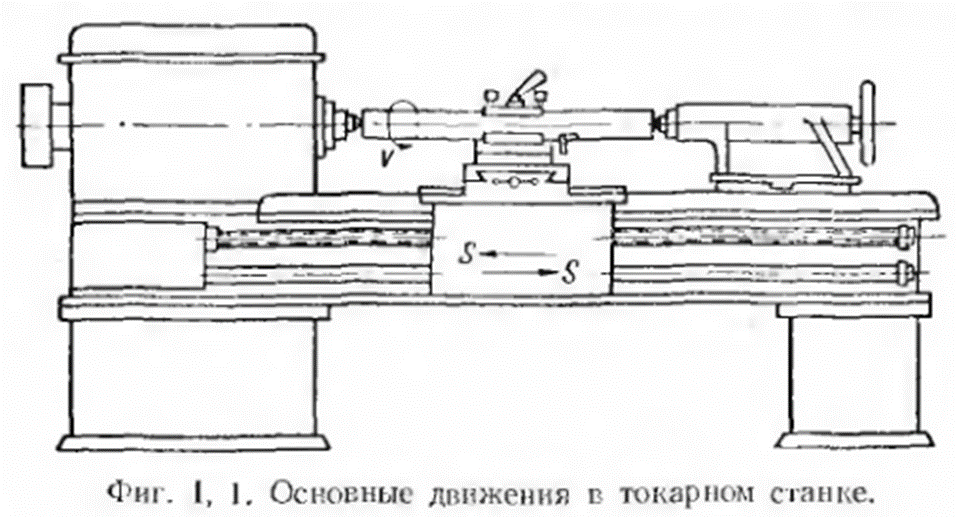 V
S
S
Фиг. I, 1. Основные движения в токарном станке.